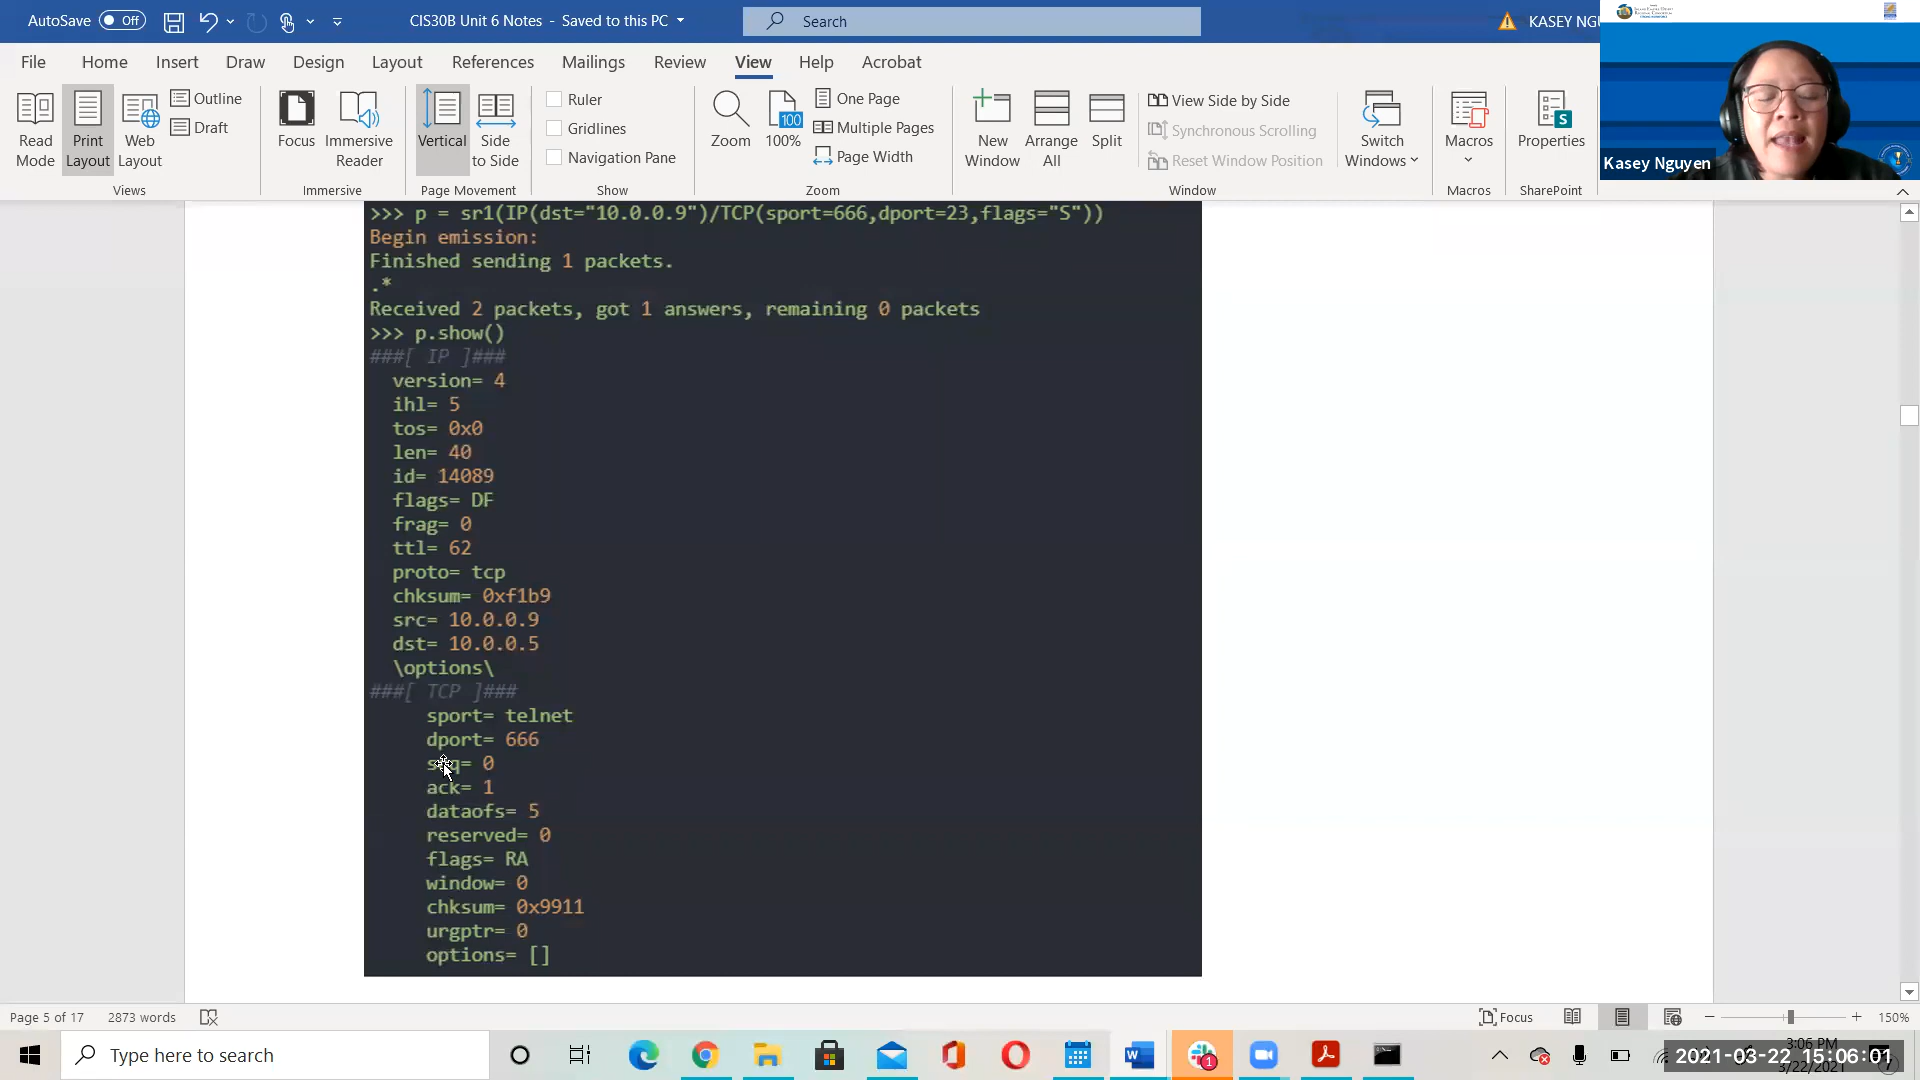 AutoSave Off CIS30B Unit 6 Notes - Saved to this PC Search KASEY
File Home Insert Draw Design Layout References Mailings Review View Help Acrobat
Read Mode
Print Layout
Web Layout
Outline
Draft
Views
Focus
Immersive Reader
Immersive
Vertical
Side to Side
Page Movement
Ruler
Gridlines
Navigation Pane
Show
Zoom
100
100%
One Page
Multiple Pages
Page Width
Zoom
New Window
Arrange All
Split
View Side by Side
Synchronous Scrolling
Reset Window Position
Switch Windows
Window
Macros
Macros
S
Properties
SharePoint
Kasey Nguyen
>>> p = sr1(IP(dst="10.0.0.9")/TCP(sport=666,dport=23,flags="S"))
Begin emission:
Finished sending 1 packets.
.*
Received 2 packets, got 1 answers, remaining 0 packets
>>> p.show()
###[ IP ]###
version= 4
ihl= 5
tos= 0x0
len= 40
id= 14089
flags= DF
frag= 0
ttl= 62
proto= tcp
chksum= 0xf1b9
src= 10.0.0.9
dst= 10.0.0.5
\options\
###[ TCP ]###
sport= telnet
dport= 666
seq= 0
ack= 1
dataofs= 5
reserved= 0
flags= RA
window= 0
chksum= 0x9911
urgptr= 0
options= []
Page 5 of 17 2873 words Focus 150%
Type here to search
W
1
3:06 PM
2021-03-22 15:06:01